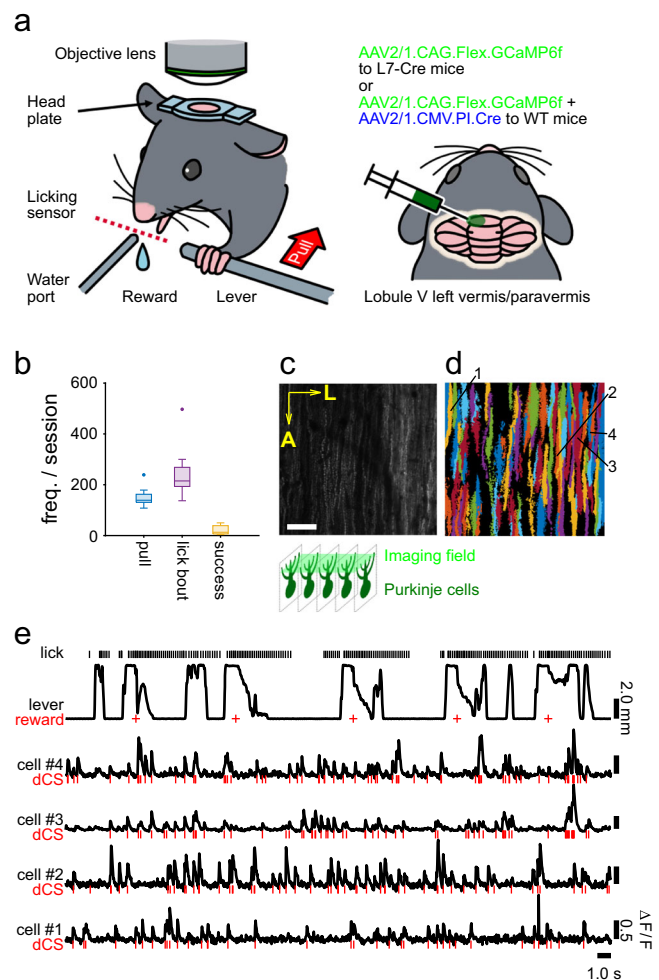 a
Objective lens
Head
plate
Licking
sensor
Water
port
Reward
Lever
Pull
AAV2/1.CAG.Flex.GCaMP6f
to L7-Cre mice
or
AAV2/1.CAG.Flex.GCaMP6f +
AAV2/1.CMV.PI.Cre to WT mice
Lobule V left vermis/paravermis
b
freq. / session
600
400
200
0
pull
lick bout
success
c
L
A
Imaging field
Purkinje cells
d
1
2
4
3
e
lick
lever
reward
2.0 mm
cell #4
dCS
cell #3
dCS
cell #2
dCS
cell #1
dCS
0.5
Δ F / F
1.0 s